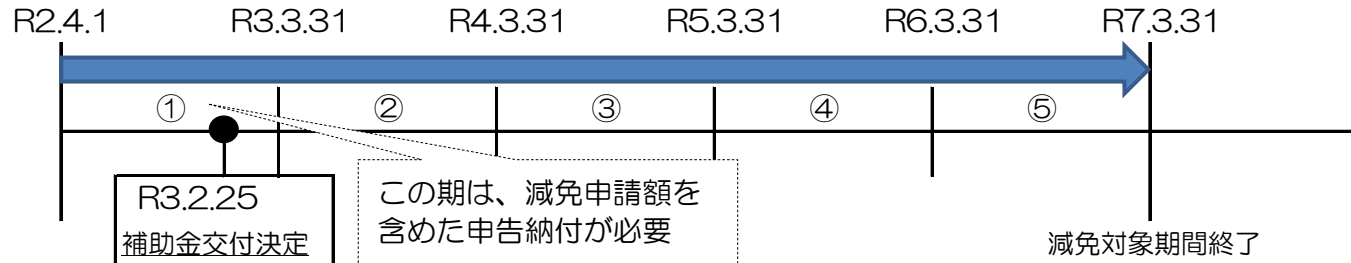 R2.4.1 R3.3.31 R4.3.31 R5.3.31 R6.3.31 R7.3.31
① ② ③ ④ ⑤
R3.2.25
補助金交付決定
この期は、減免申請額を
含めた申告納付が必要
減免対象期間終了